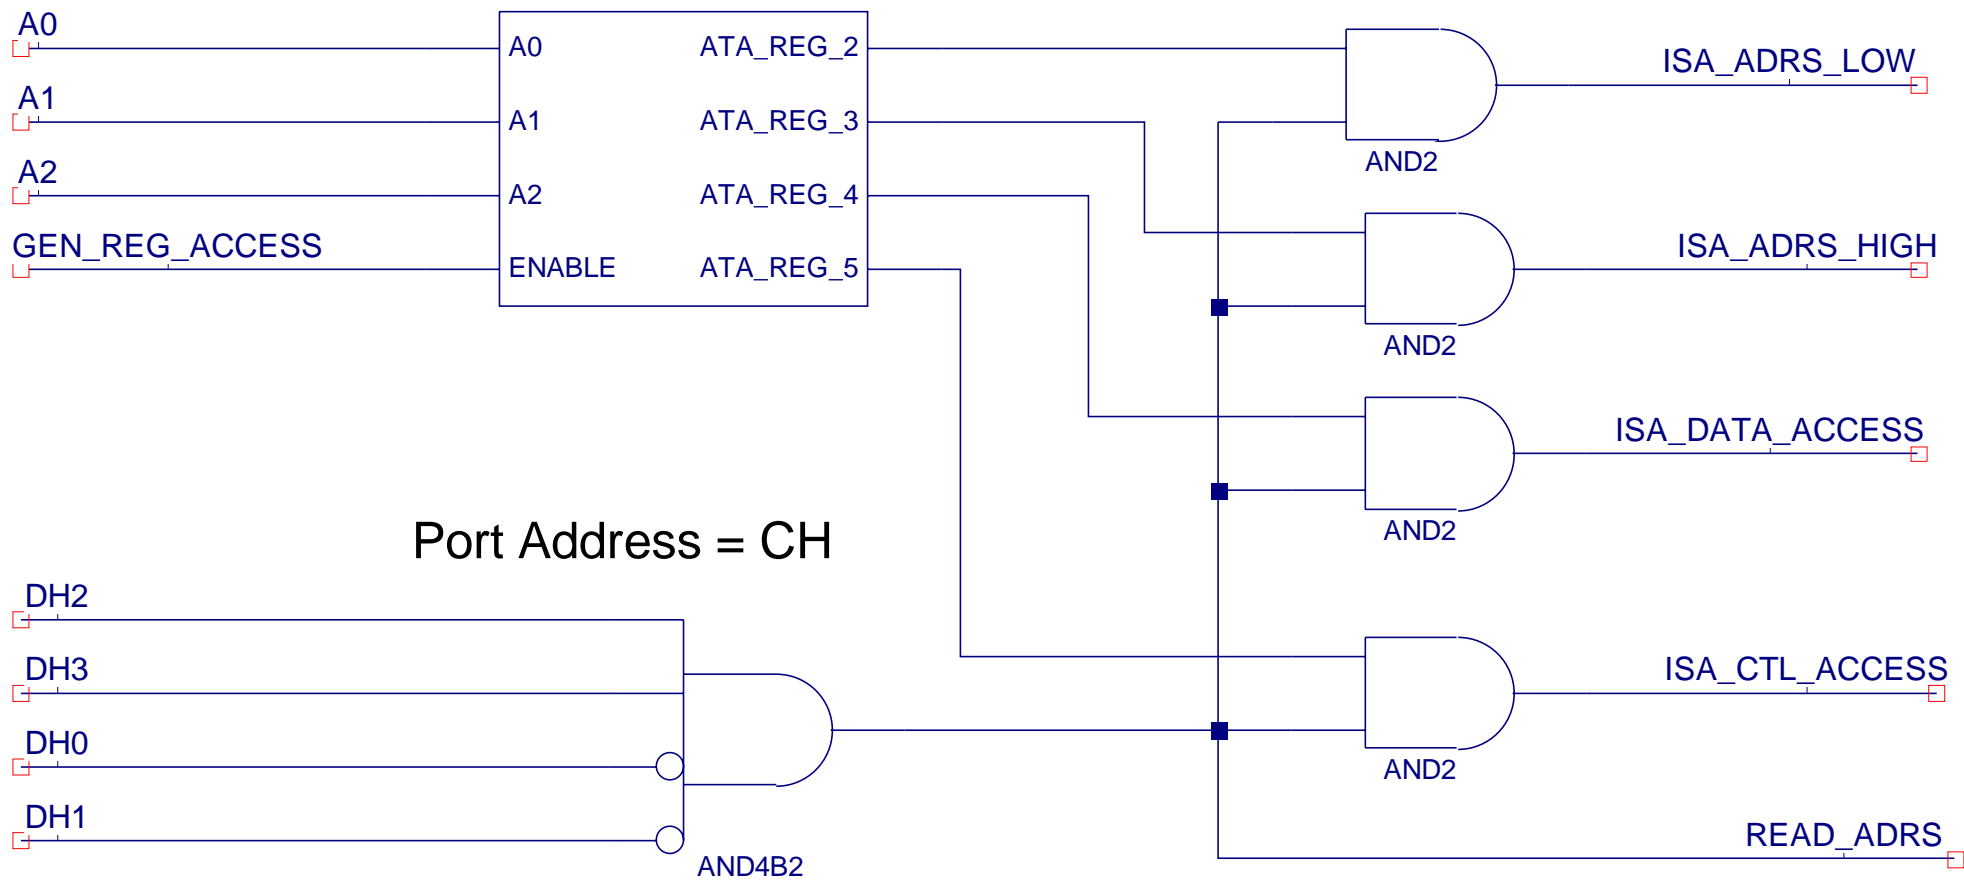 A0
A0 ATA_REG_2
ISA_ADRS_LOW
A1
A1 ATA_REG_3
AND2
A2
A2 ATA_REG_4
GEN_REG_ACCESS
ENABLE ATA_REG_5
ISA_ADRS_HIGH
AND2
ISA_DATA_ACCESS
AND2
Port Address = CH
DH2
DH3
ISA_CTL_ACCESS
DH0
AND2
DH1
READ_ADRS
AND4B2